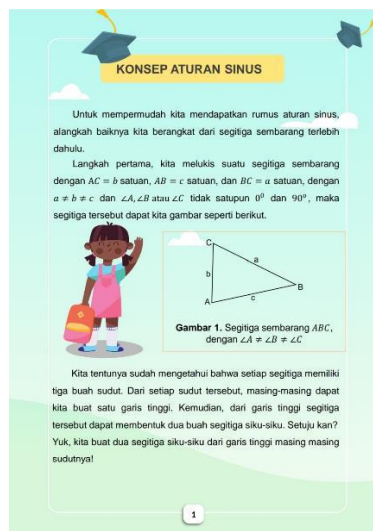 KONSEP ATURAN SINUS
Untuk mempermudah kita mendapatkan rumus aturan sinus,
alangkah baiknya kita berangkat dari segitiga sembarang terlebih
dahulu.
Langkah pertama, kita melukis suatu segitiga sembarang
dengan AC = b satuan, AB = c satuan, dan BC = a satuan, dengan
a ≠ b ≠ c dan ∠A,∠B atau ∠C tidak satupun 0⁰ dan 90⁰, maka
segitiga tersebut dapat kita gambar seperti berikut.
C
a
b
B
A
c
Gambar 1. Segitiga sembarang ABC,
dengan ∠A ≠ ∠B ≠ ∠C
Kita tentunya sudah mengetahui bahwa setiap segitiga memiliki
tiga buah sudut. Dari setiap sudut tersebut, masing-masing dapat
kita buat satu garis tinggi. Kemudian, dari garis tinggi segitiga
tersebut dapat membentuk dua buah segitiga siku-siku. Setuju kan?
Yuk, kita buat dua segitiga siku-siku dari garis tinggi masing masing
sudutnya!
1